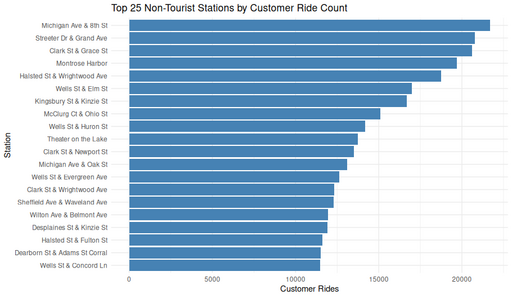 Top 25 Non-Tourist Stations by Customer Ride Count
Station
Michigan Ave & 8th St
Streeter Dr & Grand Ave
Clark St & Grace St
Montrose Harbor
Halsted St & Wrightwood Ave
Wells St & Elm St
Kingsbury St & Kinzie St
McClurg Ct & Ohio St
Wells St & Huron St
Theater on the Lake
Clark St & Newport St
Michigan Ave & Oak St
Wells St & Evergreen Ave
Clark St & Wrightwood Ave
Sheffield Ave & Waveland Ave
Wilton Ave & Belmont Ave
Desplaines St & Kinzie St
Halsted St & Fulton St
Dearborn St & Adams St Corral
Wells St & Concord Ln
0 5000 10000 15000 20000
Customer Rides